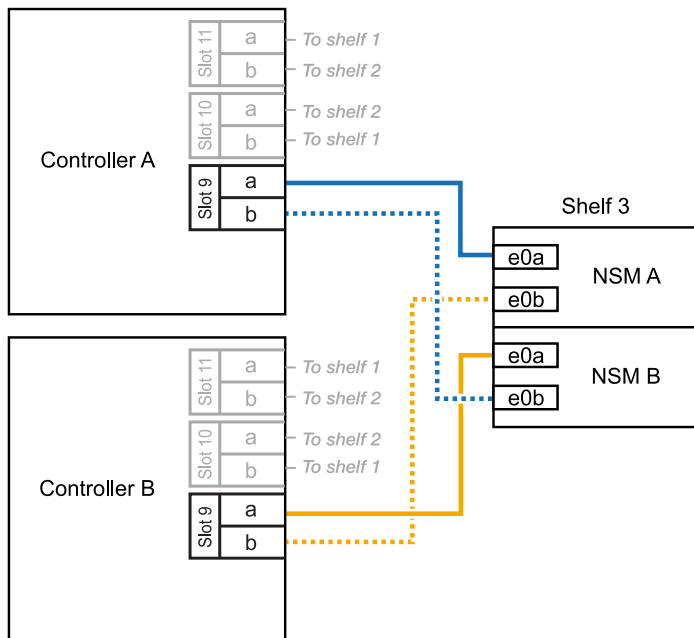 Controller A
Slot 11
a
To shelf 1
b
To shelf 2
Slot 10
a
To shelf 2
b
To shelf 1
Slot 9
a
b
Shelf 3
e0a
e0b
NSM A
e0a
e0b
NSM B
Controller B
Slot 11
a
To shelf 1
b
To shelf 2
Slot 10
a
To shelf 2
b
To shelf 1
Slot 9
a
b